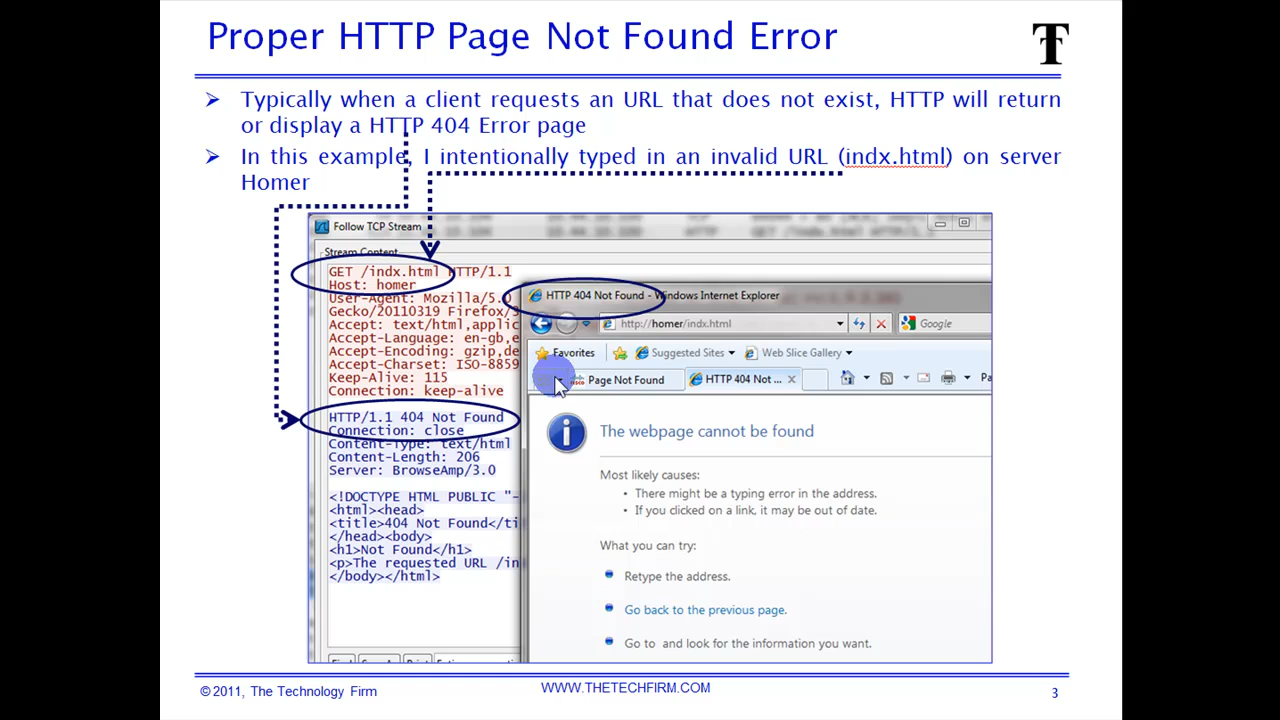 Proper HTTP Page Not Found Error
Typically when a client requests an URL that does not exist, HTTP will return
or display a HTTP 404 Error page
In this example, I intentionally typed in an invalid URL (indx.html) on server
Homer
Follow TCP Stream
Stream Content
GET /indx.html HTTP/1.1
Host: homer
User-Agent: Mozilla/5.0
Gecko/20110319 Firefox/3
Accept: text/html,applic
Accept-Language: en-gb,e
Accept-Encoding: gzip,de
Accept-Charset: ISO-8859
Keep-Alive: 115
Connection: keep-alive
HTTP/1.1 404 Not Found
Connection: close
Content-Type: text/html
Content-Length: 206
Server: BrowseAmp/3.0
<!DOCTYPE HTML PUBLIC "-
<html><head>
<title>404 Not Found</tit
</head><body>
<h1>Not Found</h1>
<p>The requested URL /in
</body></html>
HTTP 404 Not Found - Windows Internet Explorer
http://homer/indx.html
Google
Favorites
Suggested Sites
Web Slice Gallery
Page Not Found
HTTP 404 Not ...
Pa
The webpage cannot be found
Most likely causes:
There might be a typing error in the address.
If you clicked on a link, it may be out of date.
What you can try:
Retype the address.
Go back to the previous page.
Go to and look for the information you want.
©2011, The Technology Firm
WWW.THETECHFIRM.COM
3